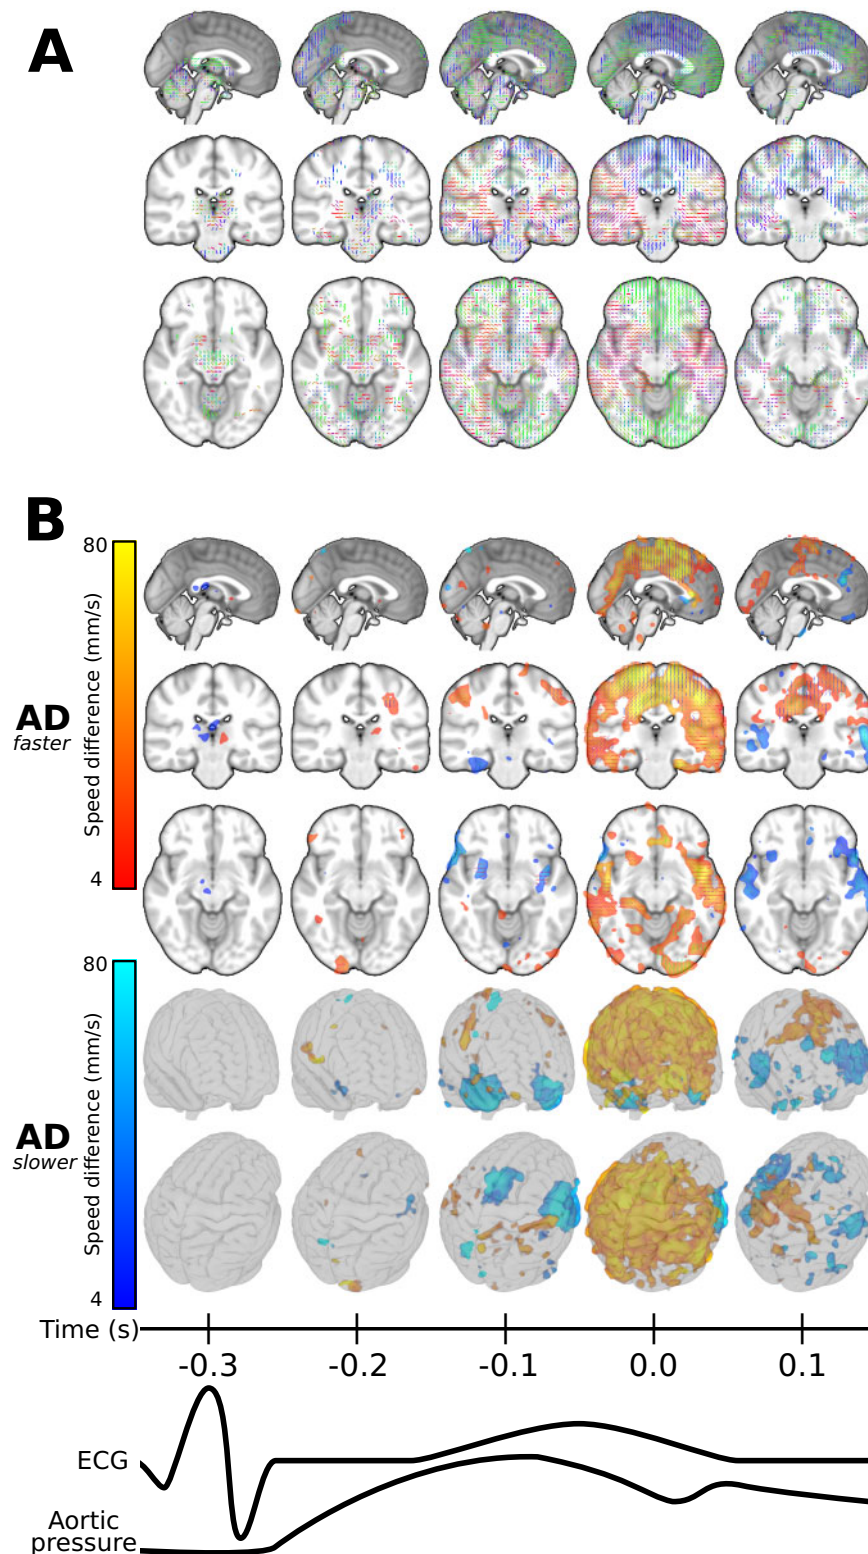 A
B
80
Speed difference (mm/s)
4
AD
faster
80
Speed difference (mm/s)
4
AD
slower
Time (s)
-0.3 -0.2 -0.1 0.0 0.1
ECG
Aortic
pressure